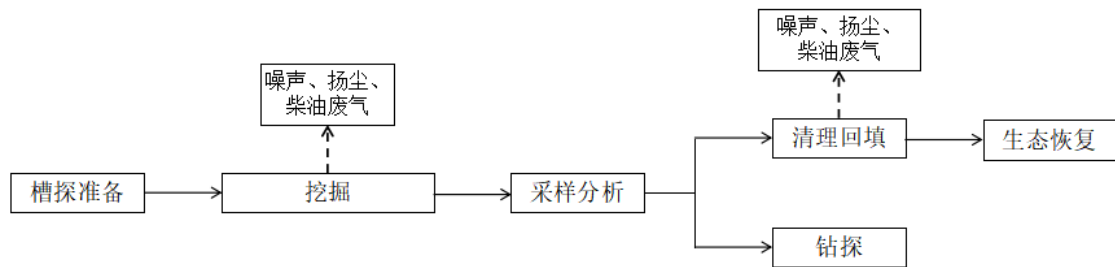 噪声、扬尘、
柴油废气
噪声、扬尘、
柴油废气
清理回填
生态恢复
槽探准备
挖掘
采样分析
钻探